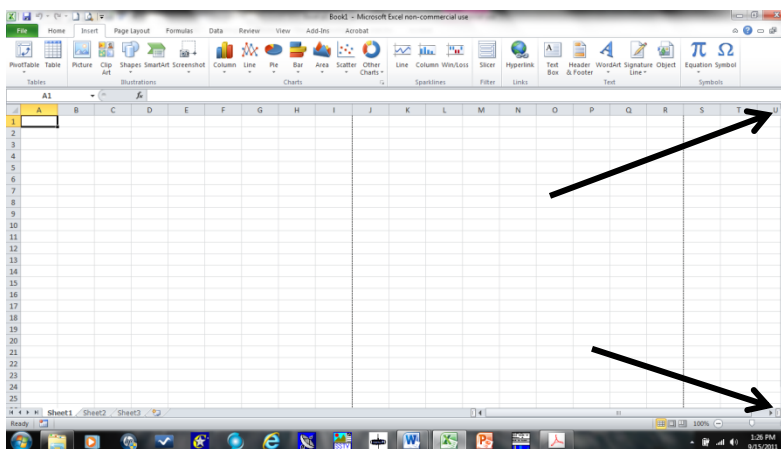 Book1 - Microsoft Excel non-commercial use
File Home Insert Page Layout Formulas Data Review View Add-Ins Acrobat
PivotTable Table Picture Clip Art Shapes SmartArt Screenshot Column Line Pie Bar Area Scatter Other Charts Line Column Win/Loss Slicer Hyperlink Text Box Header & Footer WordArt Signature Line Object Equation Symbol
Tables Illustrations Charts Sparklines Filter Links Text Symbols
A1 fx
A B C D E F G H I J K L M N O P Q R S T U
1
2
3
4
5
6
7
8
9
10
11
12
13
14
15
16
17
18
19
20
21
22
23
24
25
Sheet1 Sheet2 Sheet3
Ready 100%
1:26 PM
9/15/2011